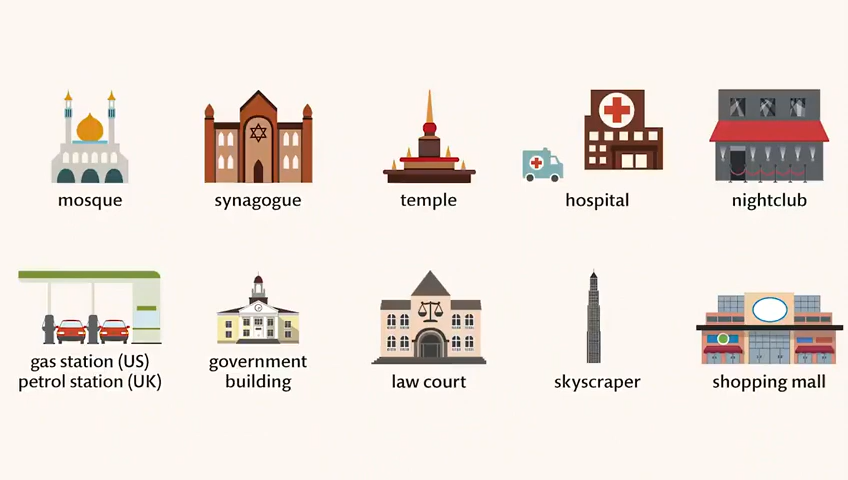 mosque
synagogue
temple
hospital
nightclub
gas station (US)
petrol station (UK)
government
building
law court
skyscraper
shopping mall